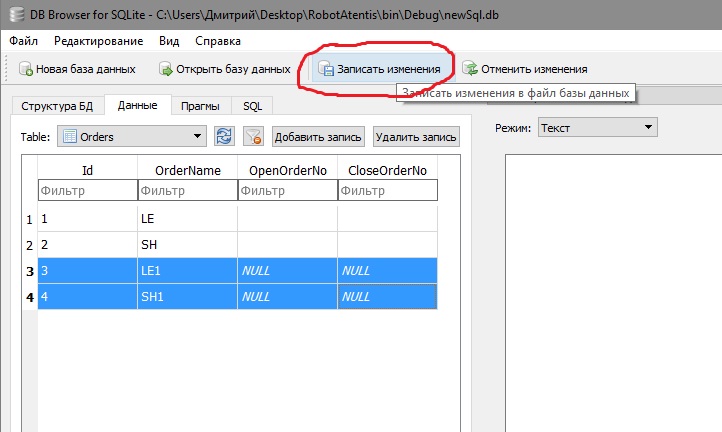 DB Browser for SQLite - C:\Users\Дмитрий\Desktop\RobotAtentis\bin\Debug\newSql.db
Файл Редактирование Вид Справка
Новая база данных Открыть базу данных Записать изменения Отменить изменения
Записать изменения в файл базы данных
Структура БД Данные Прагмы SQL
Table: Orders Добавить запись Удалить запись Режим: Текст
Id OrderName OpenOrderNo CloseOrderNo
Фильтр Фильтр Фильтр Фильтр
1 1 LE
2 2 SH
3 3 LE1 NULL NULL
4 4 SH1 NULL NULL